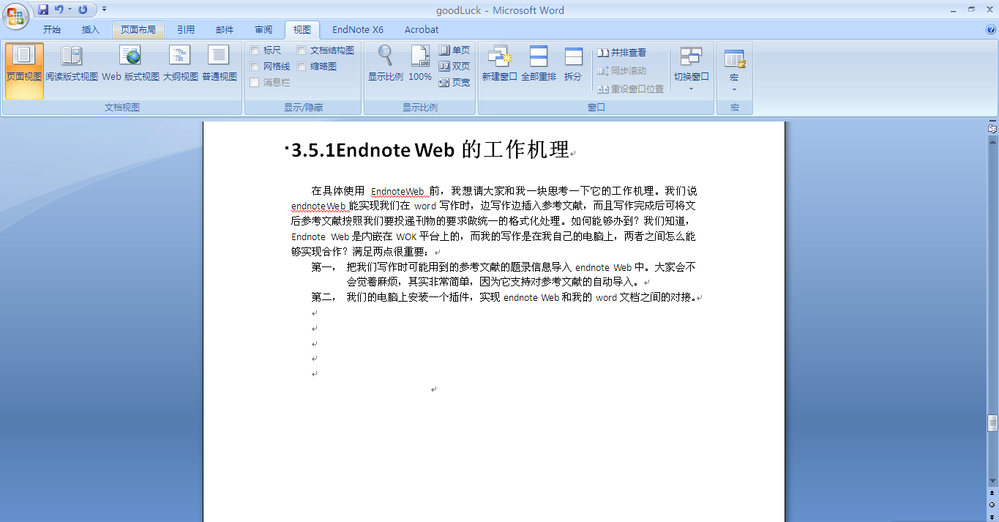 goodLuck - Microsoft Word
开始 插入 页面布局 引用 邮件 审阅 视图 EndNote X6 Acrobat
页面视图 阅读版式视图 Web 版式视图 大纲视图 普通视图
文档视图
标尺 文档结构图
网格线 缩略图
消息栏
显示/隐藏
显示比例 100% 单页
双页
页宽
显示比例
新建窗口 全部重排 拆分 并排查看
同步滚动
重设窗口位置
切换窗口
窗口
宏
宏
3.5.1Endnote Web 的工作机理
在具体使用 EndnoteWeb 前，我想请大家和我一块思考一下它的工作机理。我们说
endnoteWeb 能实现我们在 word 写作时，边写作边插入参考文献，而且写作完成后可将文
后参考文献按照我们要投递刊物的要求做统一的格式化处理。如何能够办到？我们知道，
Endnote Web 是内嵌在 WOK 平台上的，而我的写作是在我自己的电脑上，两者之间怎么能
够实现合作？满足两点很重要：
第一， 把我们写作时可能用到的参考文献的题录信息导入 endnote Web 中。大家会不
会觉着麻烦，其实非常简单，因为它支持对参考文献的自动导入。
第二， 我们的电脑上安装一个插件，实现 endnote Web 和我的 word 文档之间的对接。